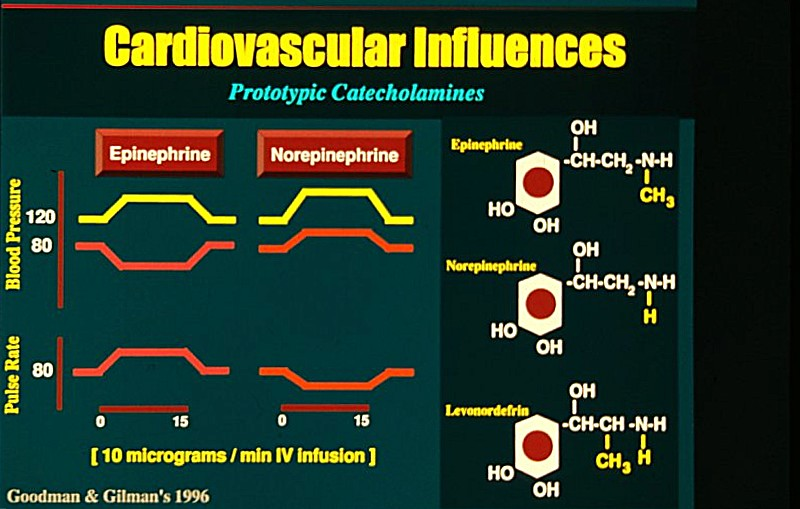 Cardiovascular Influences
Prototypic Catecholamines
Epinephrine
Norepinephrine
Blood Pressure
120
80
Pulse Rate
80
0
15
0
15
[ 10 micrograms / min IV infusion ]
Goodman & Gilman's 1996
Epinephrine
OH
-CH-CH2 -N-H
CH3
HO
OH
Norepinephrine
OH
-CH-CH2 -N-H
H
HO
OH
Levonordefrin
OH
-CH-CH -N-H
CH3 H
HO
OH